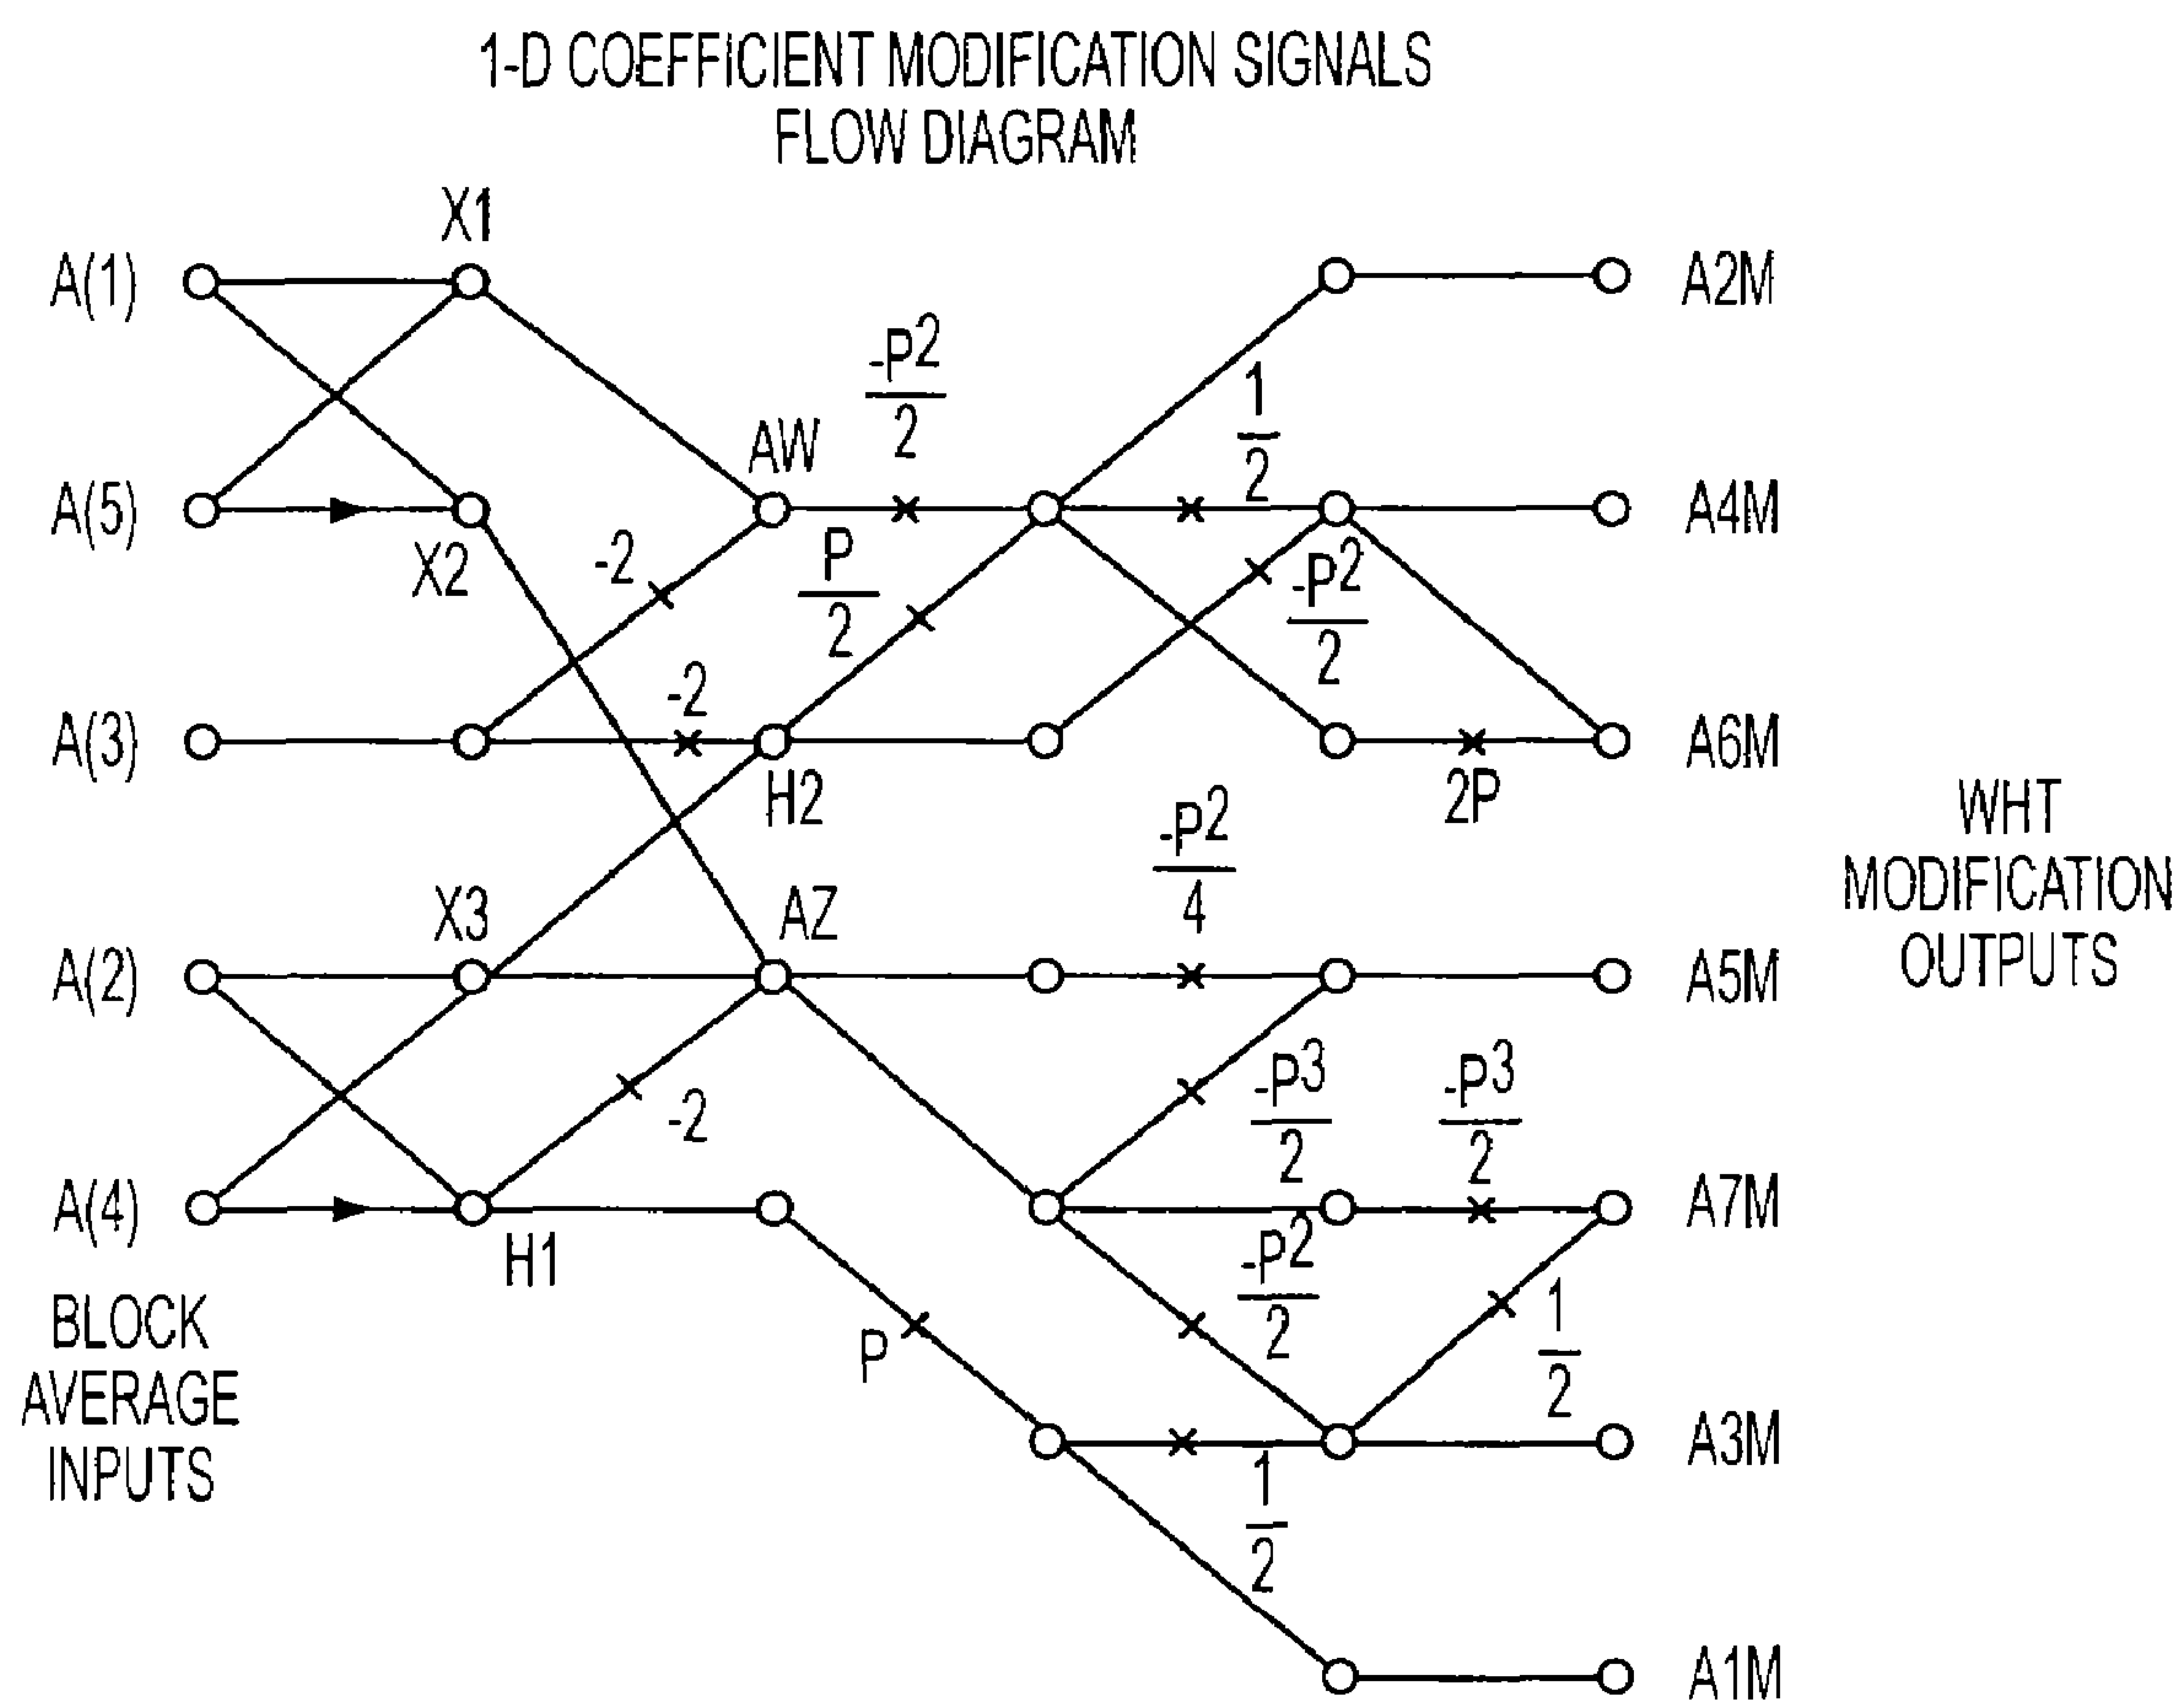 1-D COEFFICIENT MODIFICATION SIGNALS
FLOW DIAGRAM
X1
A(1)
A2M
-P2
2
1
2
AW
A(5)
A4M
X2
-2
P
2
-P2
2
-2
A(3)
A6M
H2
2P
WHT
MODIFICATION
OUTPUTS
-P2
4
X3
AZ
A(2)
A5M
-2
-P3
2
-P3
2
A(4)
A7M
H1
-P2
2
1
2
P
BLOCK
AVERAGE
INPUTS
A3M
1
2
A1M